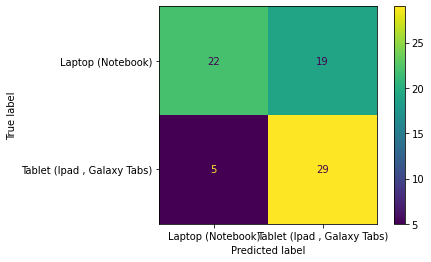 Laptop (Notebook)
22
19
25
20
True label
15
Tablet (Ipad , Galaxy Tabs)
5
29
10
5
Laptop (Notebook)
Tablet (Ipad , Galaxy Tabs)
Predicted label